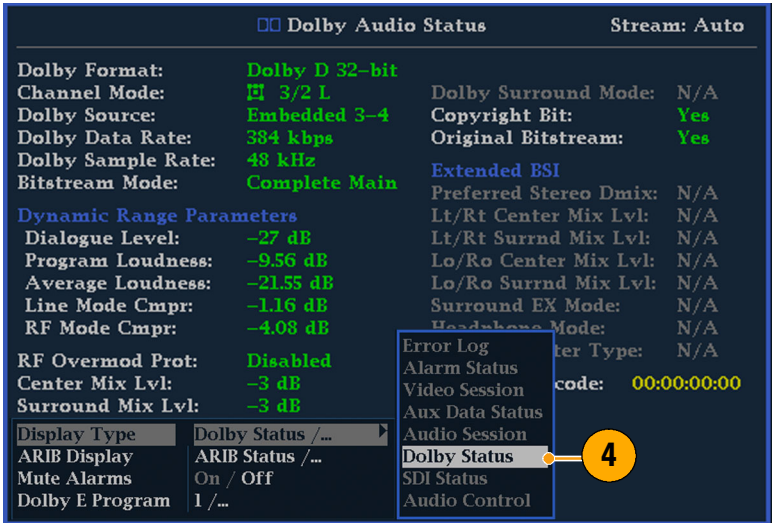 Dolby Audio Status
Stream: Auto
Dolby Format: Dolby D 32-bit
Channel Mode: 3/2 L
Dolby Source: Embedded 3-4
Dolby Data Rate: 384 kbps
Dolby Sample Rate: 48 kHz
Bitstream Mode: Complete Main
Dynamic Range Parameters
Dialogue Level: -27 dB
Program Loudness: -9.56 dB
Average Loudness: -21.55 dB
Line Mode Cmpr: -1.16 dB
RF Mode Cmpr: -4.08 dB
RF Overmod Prot: Disabled
Center Mix Lvl: -3 dB
Surround Mix Lvl: -3 dB
Dolby Surround Mode: N/A
Copyright Bit: Yes
Original Bitstream: Yes
Extended BSI
Preferred Stereo Dmix: N/A
Lt/Rt Center Mix Lvl: N/A
Lt/Rt Surrnd Mix Lvl: N/A
Lo/Ro Center Mix Lvl: N/A
Lo/Ro Surrnd Mix Lvl: N/A
Surround EX Mode: N/A
Headphone Mode: N/A
ter Type: N/A
code: 00:00:00:00
Display Type Dolby Status /...
ARIB Display ARIB Status /...
Mute Alarms On / Off
Dolby E Program 1 /...
Error Log
Alarm Status
Video Session
Aux Data Status
Audio Session
Dolby Status
SDI Status
Audio Control
4